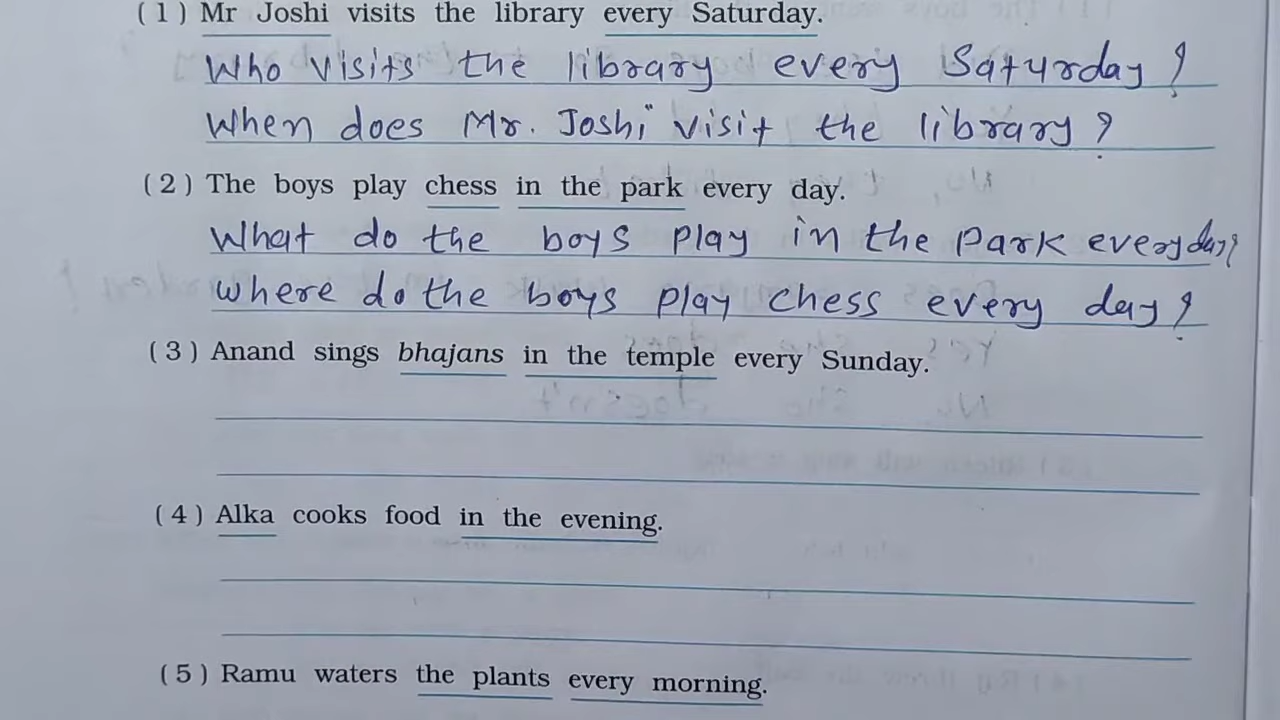 (1) Mr Joshi visits the library every Saturday.
Who visits the library every Saturday?
When does Mr. Joshi visit the library?
(2) The boys play chess in the park every day.
What do the boys play in the park every day?
Where do the boys play chess every day?
(3) Anand sings bhajans in the temple every Sunday.
(4) Alka cooks food in the evening.
(5) Ramu waters the plants every morning.